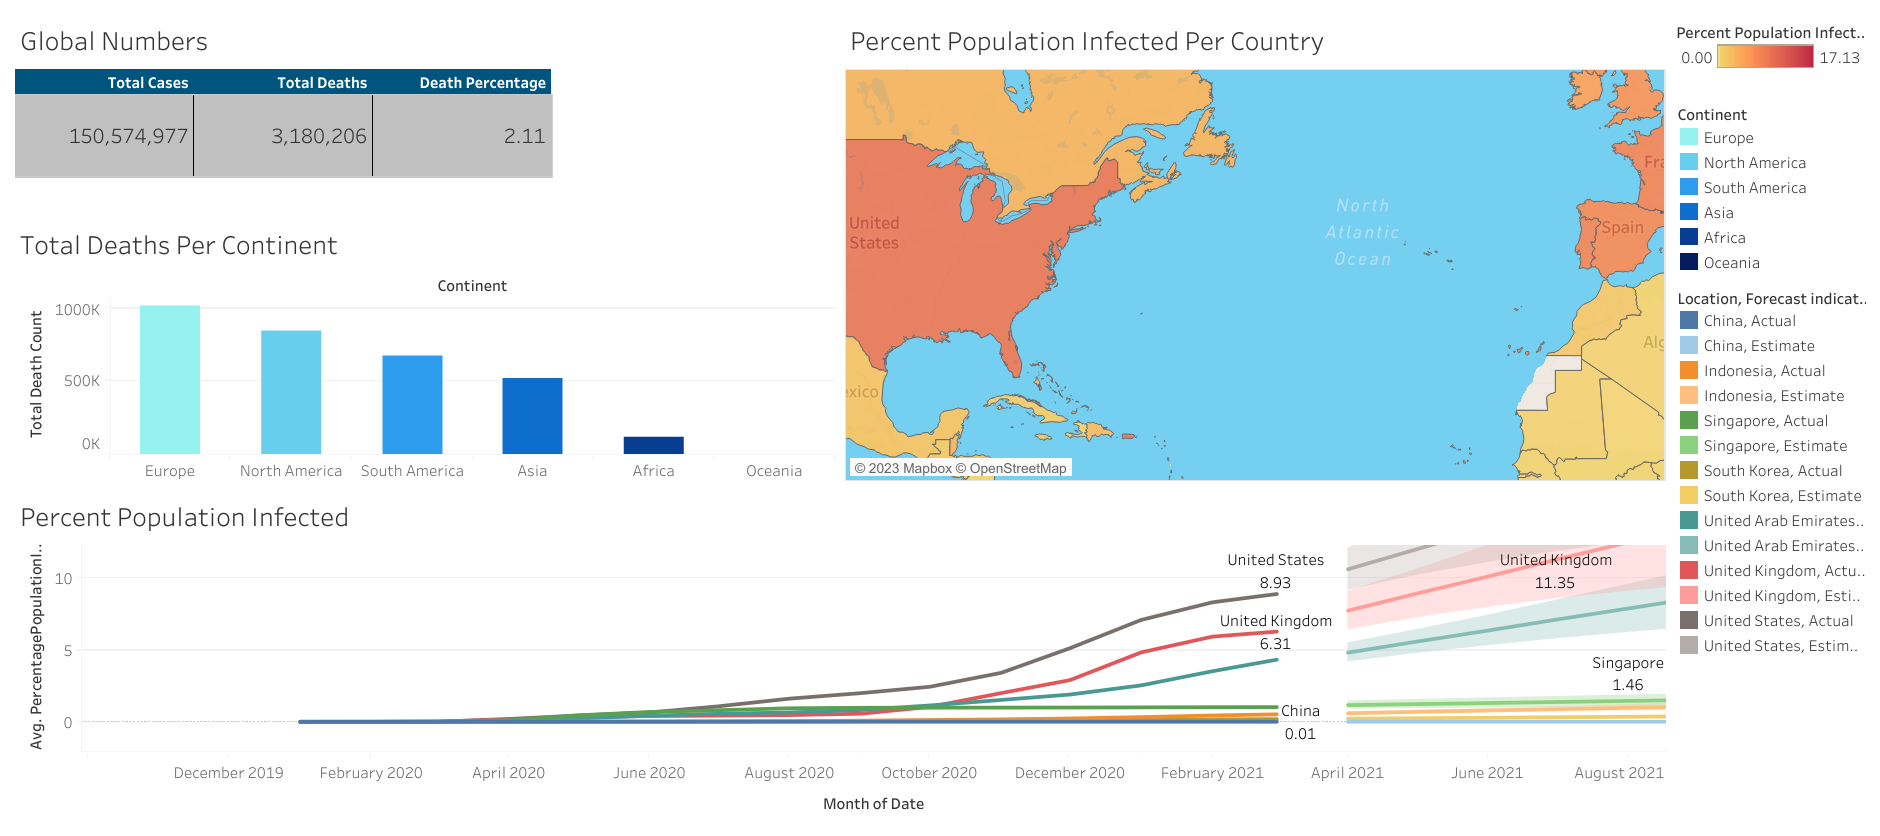 Global Numbers
Total Cases Total Deaths Death Percentage
150,574,977 3,180,206 2.11
Total Deaths Per Continent
Continent
Total Death Count
1000K
500K
0K
Europe North America South America Asia Africa Oceania
Percent Population Infected Per Country
United
States
North
Atlantic
Ocean
Fra
Spain
Alg
exico
© 2023 Mapbox © OpenStreetMap
Percent Population Infect..
0.00 17.13
Continent
Europe
North America
South America
Asia
Africa
Oceania
Location, Forecast indicat..
China, Actual
China, Estimate
Indonesia, Actual
Indonesia, Estimate
Singapore, Actual
Singapore, Estimate
South Korea, Actual
South Korea, Estimate
United Arab Emirates..
United Arab Emirates..
United Kingdom, Actu..
United Kingdom, Esti..
United States, Actual
United States, Estim..
Percent Population Infected
Avg. PercentagePopulationI..
10
5
0
United States
8.93
United Kingdom
6.31
China
0.01
United Kingdom
11.35
Singapore
1.46
December 2019 February 2020 April 2020 June 2020 August 2020 October 2020 December 2020 February 2021 April 2021 June 2021 August 2021
Month of Date